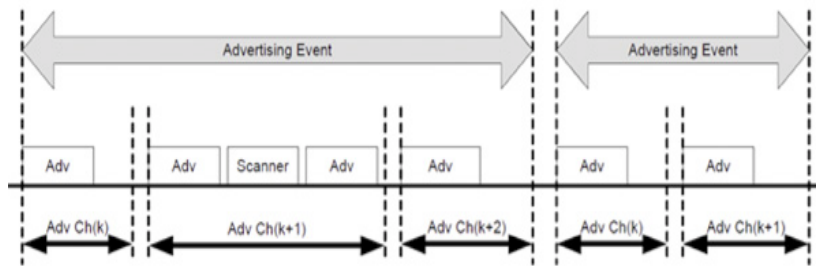 Advertising Event
Advertising Event
Adv
Adv
Scanner
Adv
Adv
Adv
Adv
Adv Ch(k)
Adv Ch(k+1)
Adv Ch(k+2)
Adv Ch(k)
Adv Ch(k+1)